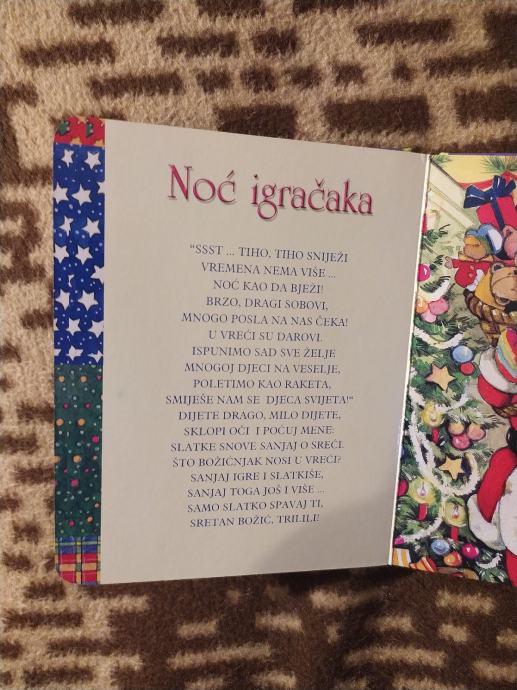 Noć igračaka
“SSST ... TIHO, TIHO SNIJEŽI
VREMENA NEMA VIŠE ...
NOĆ KAO DA BJEŽI!
BRZO, DRAGI SOBOVI,
MNOGO POSLA NA NAS ČEKA!
U VREĆI SU DAROVI.
ISPUNIMO SAD SVE ŽELJE
MNOGOJ DJECI NA VESELJE,
POLETIMO KAO RAKETA,
SMIJEŠE NAM SE DJECA SVIJETA!“
DIJETE DRAGO, MILO DIJETE,
SKLOPI OČI I POČUJ MENE:
SLATKE SNOVE SANJAJ O SREĆI.
ŠTO BOŽIĆNJAK NOSI U VREĆI?
SANJAJ IGRE I SLATKIŠE,
SANJAJ TOGA JOŠ I VIŠE ...
SAMO SLATKO SPAVAJ TI,
SRETAN BOŽIĆ, TRILILI!